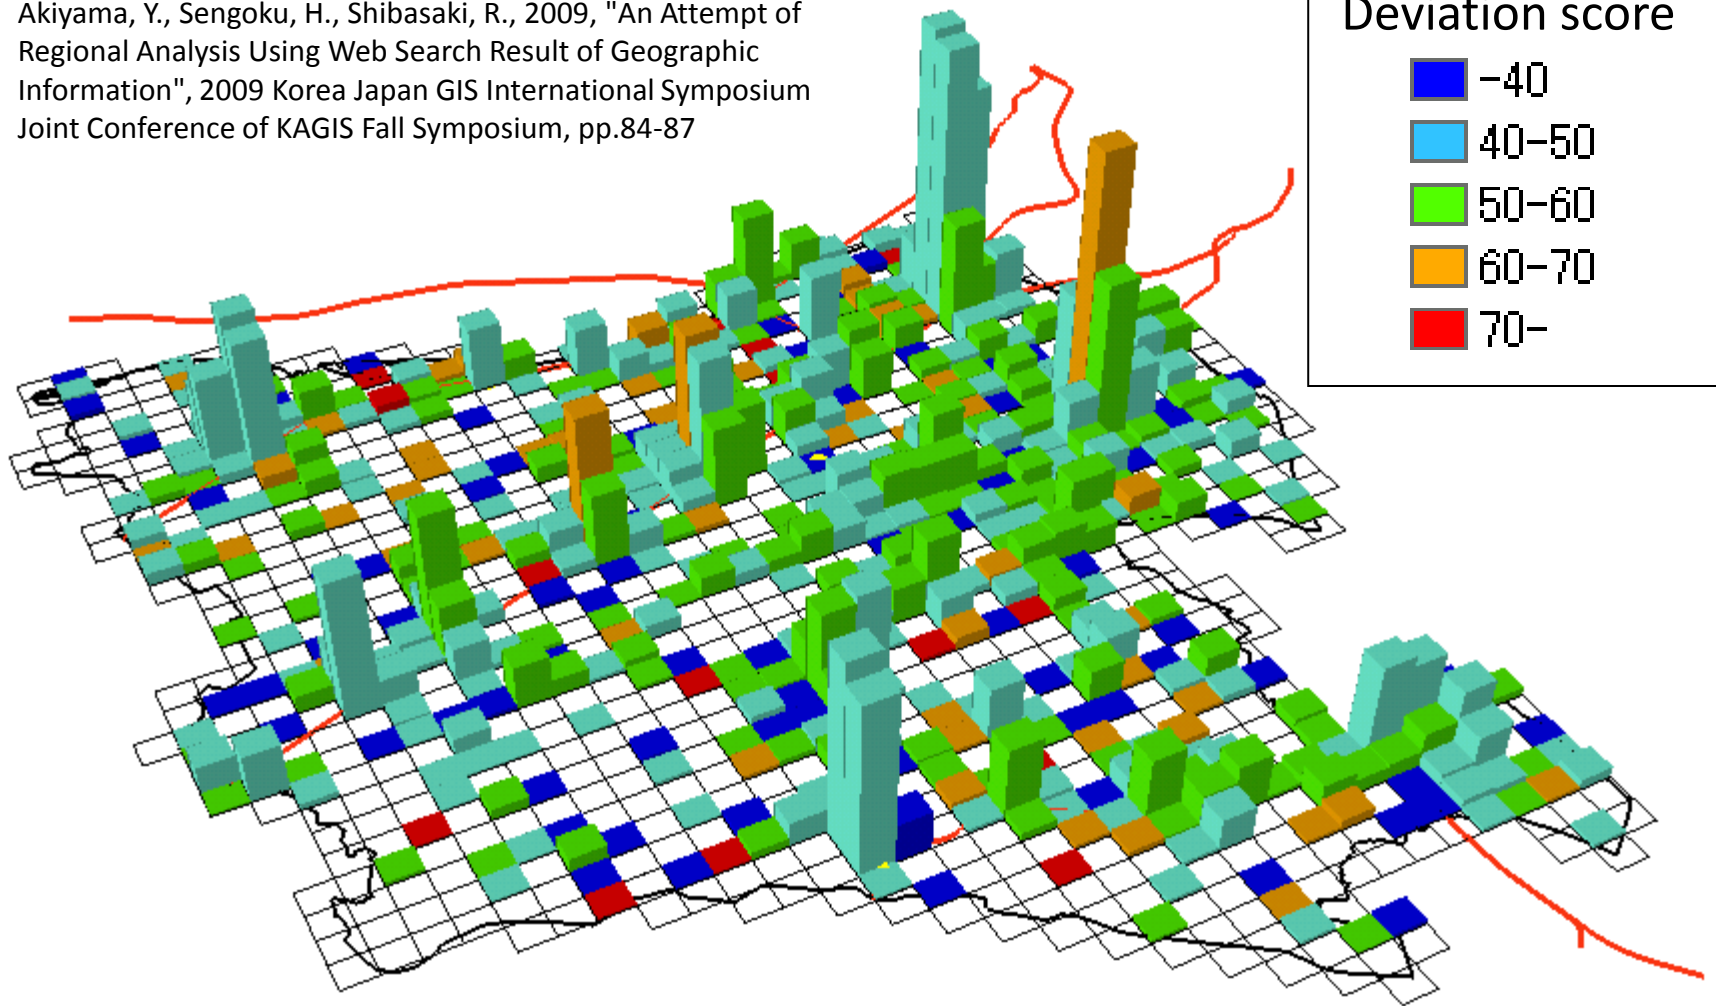 Akiyama, Y., Sengoku, H., Shibasaki, R., 2009, "An Attempt of
Regional Analysis Using Web Search Result of Geographic
Information", 2009 Korea Japan GIS International Symposium
Joint Conference of KAGIS Fall Symposium, pp.84-87
Deviation score
-40
40-50
50-60
60-70
70-